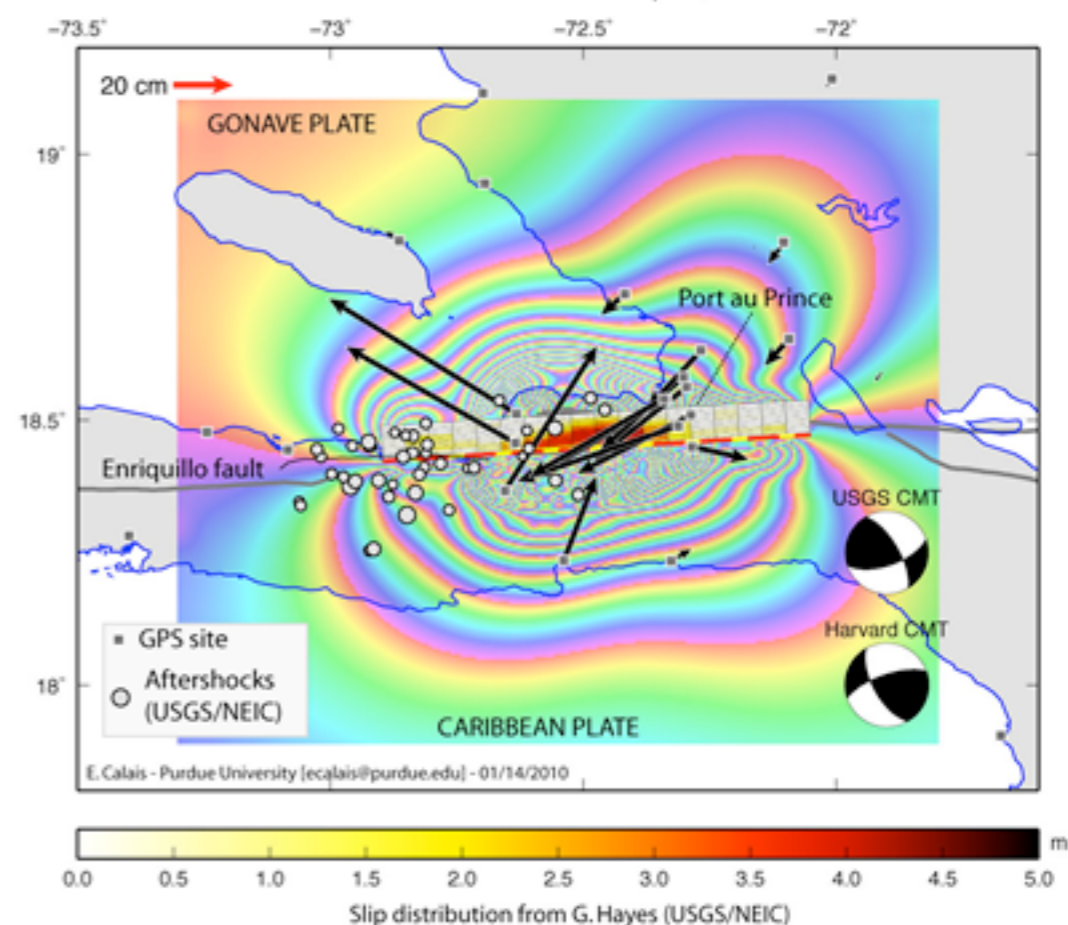 −73.5˚ −73˚ −72.5˚ −72˚
20 cm
GONAVE PLATE
19˚
Port au Prince
18.5˚
Enriquillo fault
USGS CMT
Harvard CMT
GPS site
Aftershocks
(USGS/NEIC)
18˚
CARIBBEAN PLATE
E. Calais - Purdue University [ecalais@purdue.edu] - 01/14/2010
m
0.0 0.5 1.0 1.5 2.0 2.5 3.0 3.5 4.0 4.5 5.0
Slip distribution from G. Hayes (USGS/NEIC)